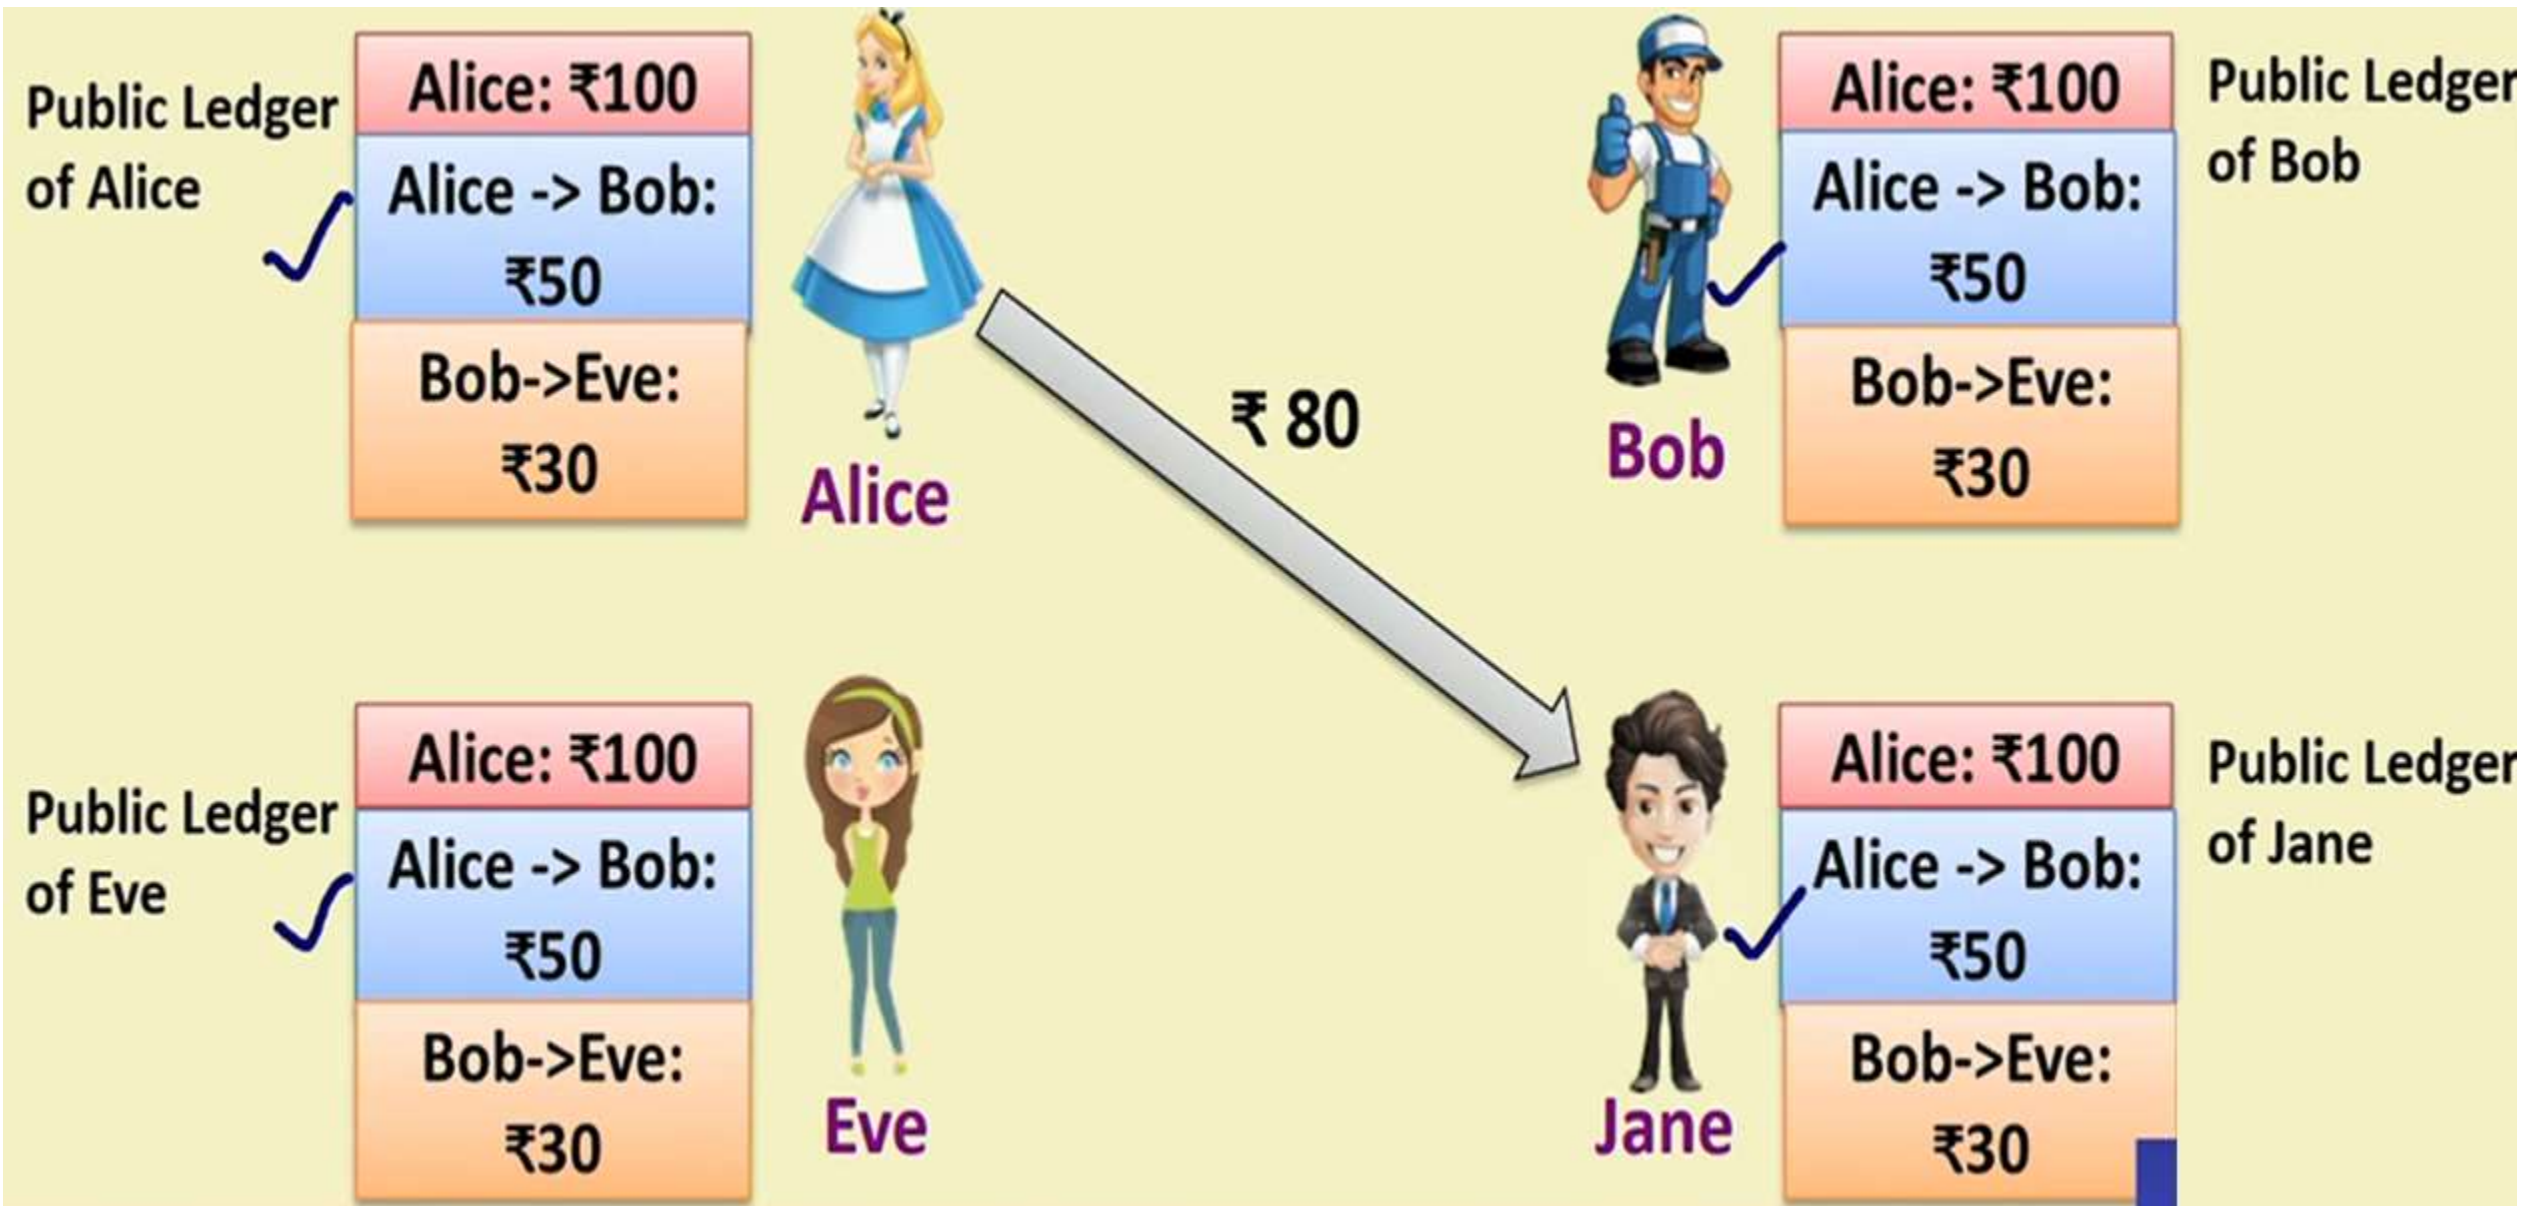 Public Ledger
of Alice
Alice: ₹100
Alice -> Bob:
₹50
Bob->Eve:
₹30
Alice
₹ 80
Bob
Alice: ₹100
Alice -> Bob:
₹50
Bob->Eve:
₹30
Public Ledger
of Bob
Public Ledger
of Eve
Alice: ₹100
Alice -> Bob:
₹50
Bob->Eve:
₹30
Eve
Jane
Alice: ₹100
Alice -> Bob:
₹50
Bob->Eve:
₹30
Public Ledger
of Jane